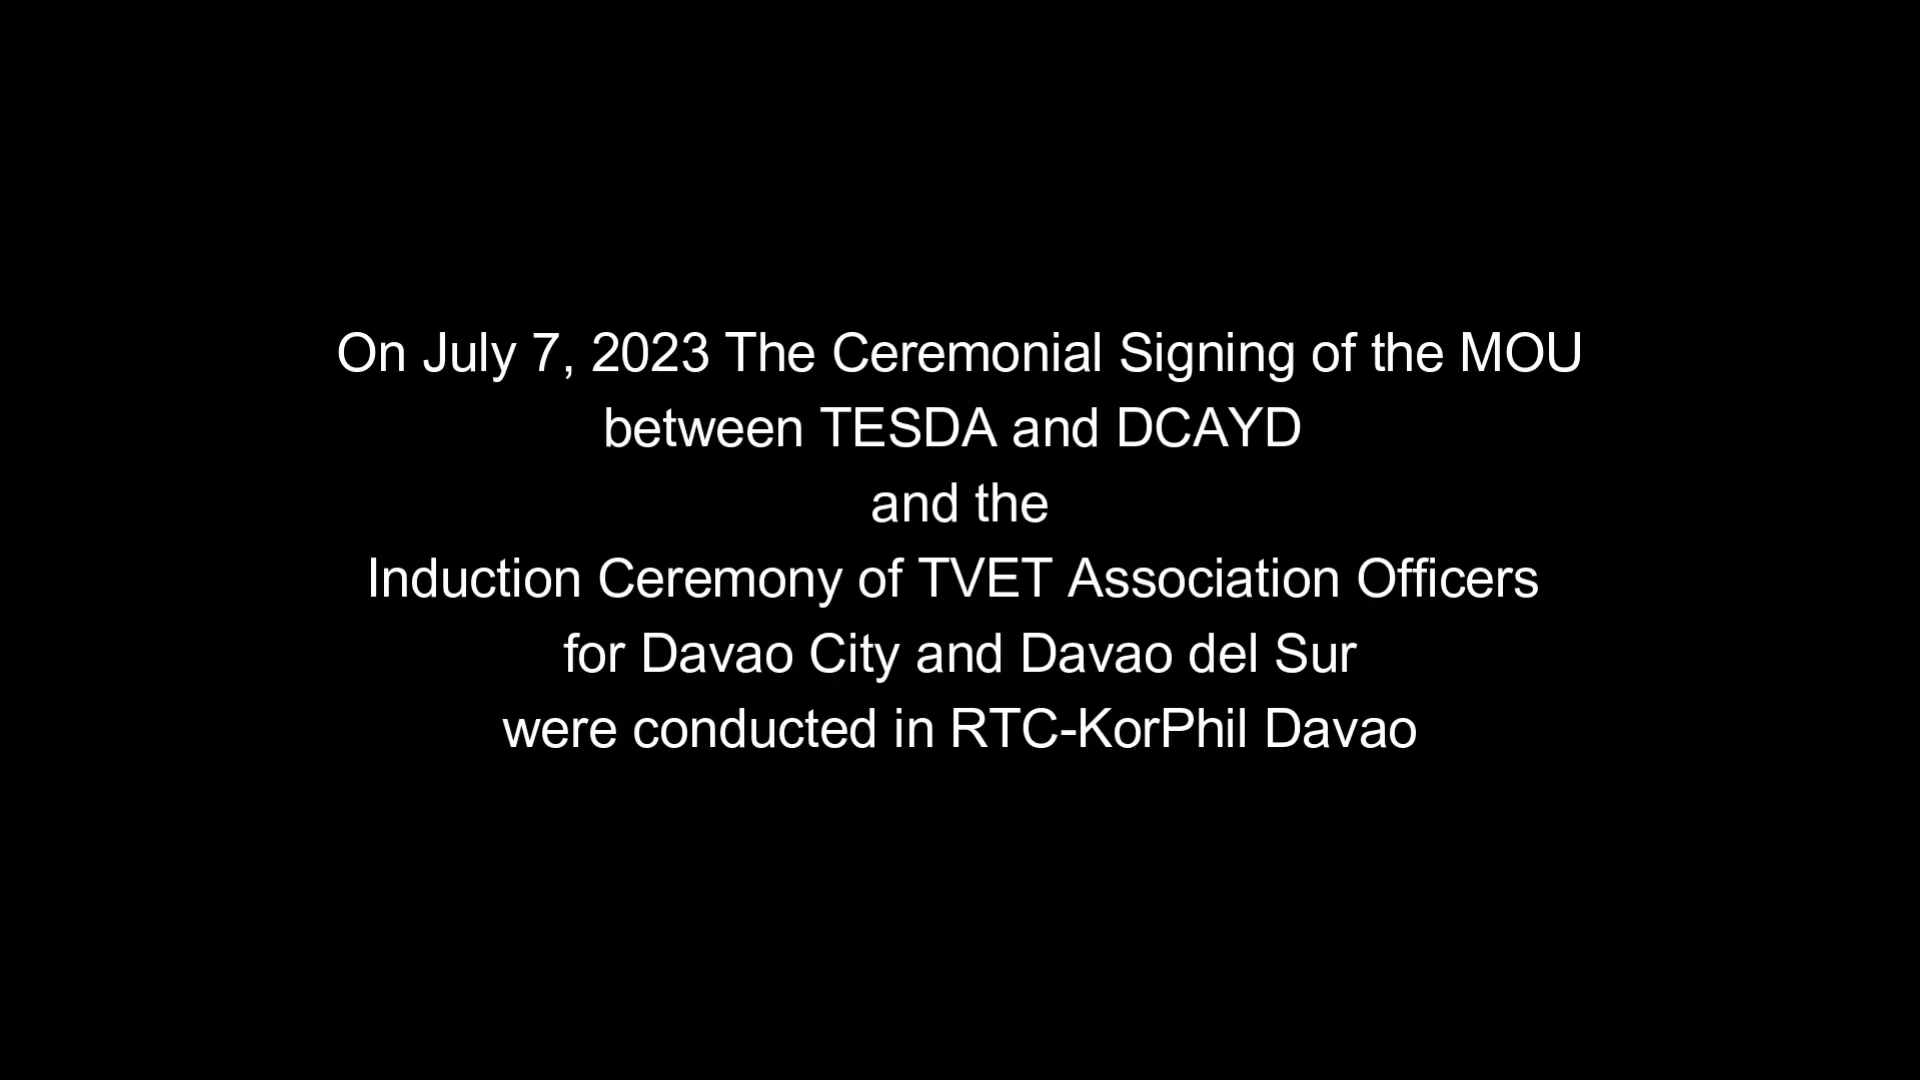 On July 7, 2023 The Ceremonial Signing of the MOU
between TESDA and DCAYD
and the
Induction Ceremony of TVET Association Officers
for Davao City and Davao del Sur
were conducted in RTC-KorPhil Davao